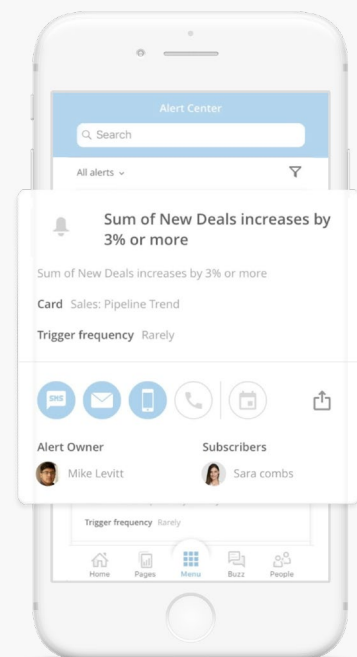 Alert Center
Search
All alerts
Sum of New Deals increases by
3% or more
Sum of New Deals increases by 3% or more
Card Sales: Pipeline Trend
Trigger frequency Rarely
SMS
Alert Owner
Subscribers
Mike Levitt
Sara combs
Trigger frequency Rarely
Home Pages Menu Buzz People